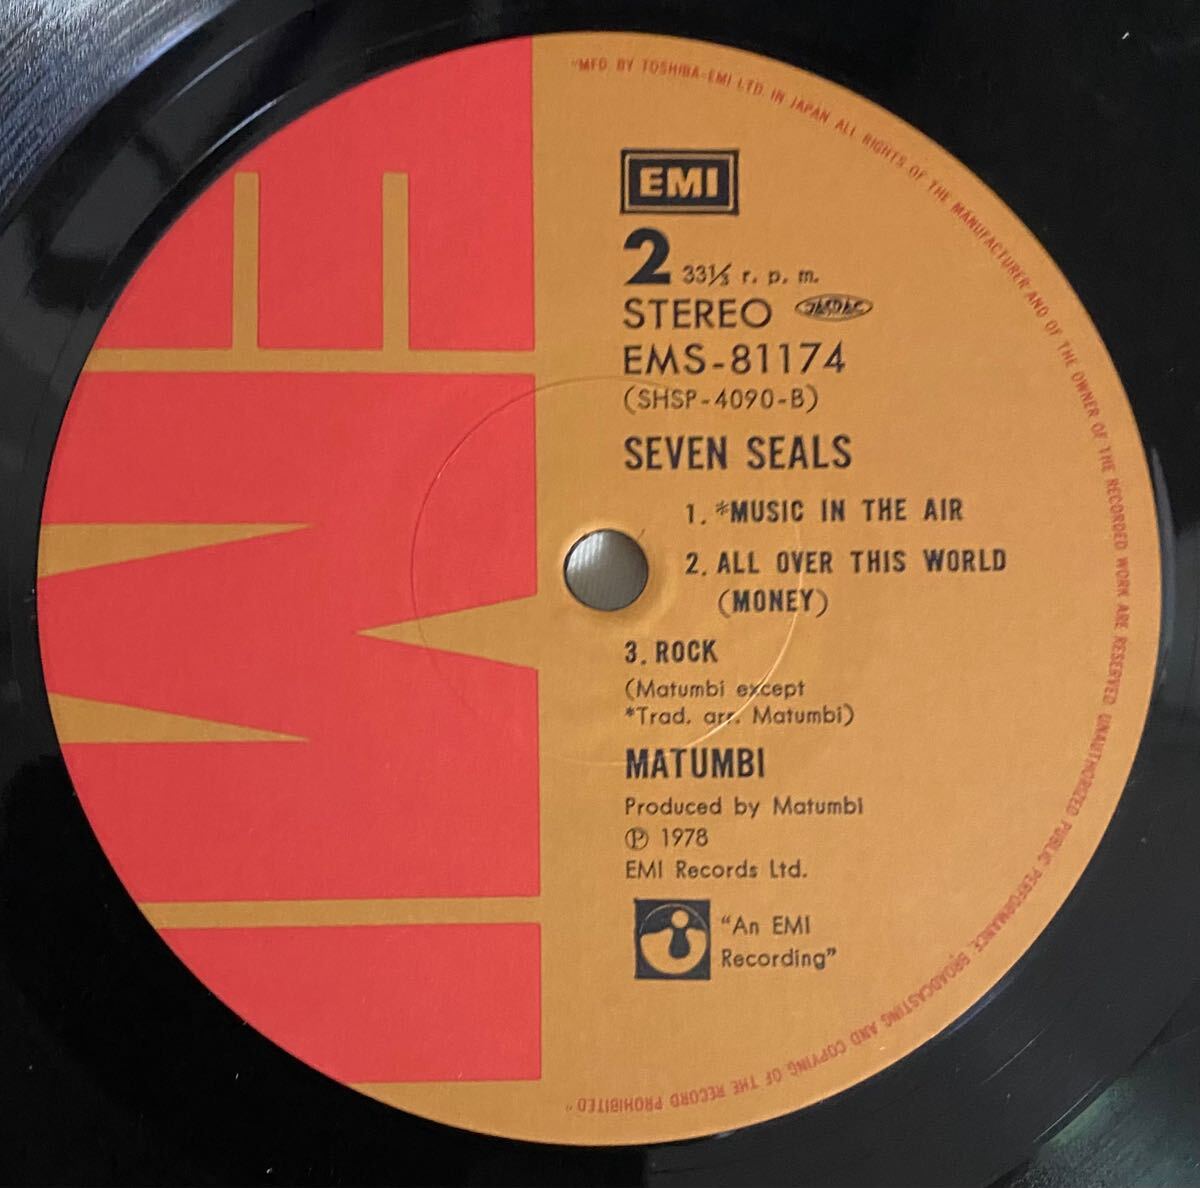 "MFD BY TOSHIBA-EMI LTD. IN JAPAN ALL RIGHTS OF THE MANUFACTURER AND OF THE OWNER OF THE RECORDED WORK ARE RESERVED UNAUTHORIZED PUBLIC PERFORMANCE, BROADCASTING AND COPYING OF THE RECORD PROHIBITED"
EMI
EMI
2 33⅓ r. p. m.
STEREO JASRAC
EMS-81174
(SHSP-4090-B)
SEVEN SEALS
1. *MUSIC IN THE AIR
2. ALL OVER THIS WORLD
(MONEY)
3. ROCK
(Matumbi except
*Trad. arr. Matumbi)
MATUMBI
Produced by Matumbi
Ⓟ 1978
EMI Records Ltd.
"An EMI
Recording"